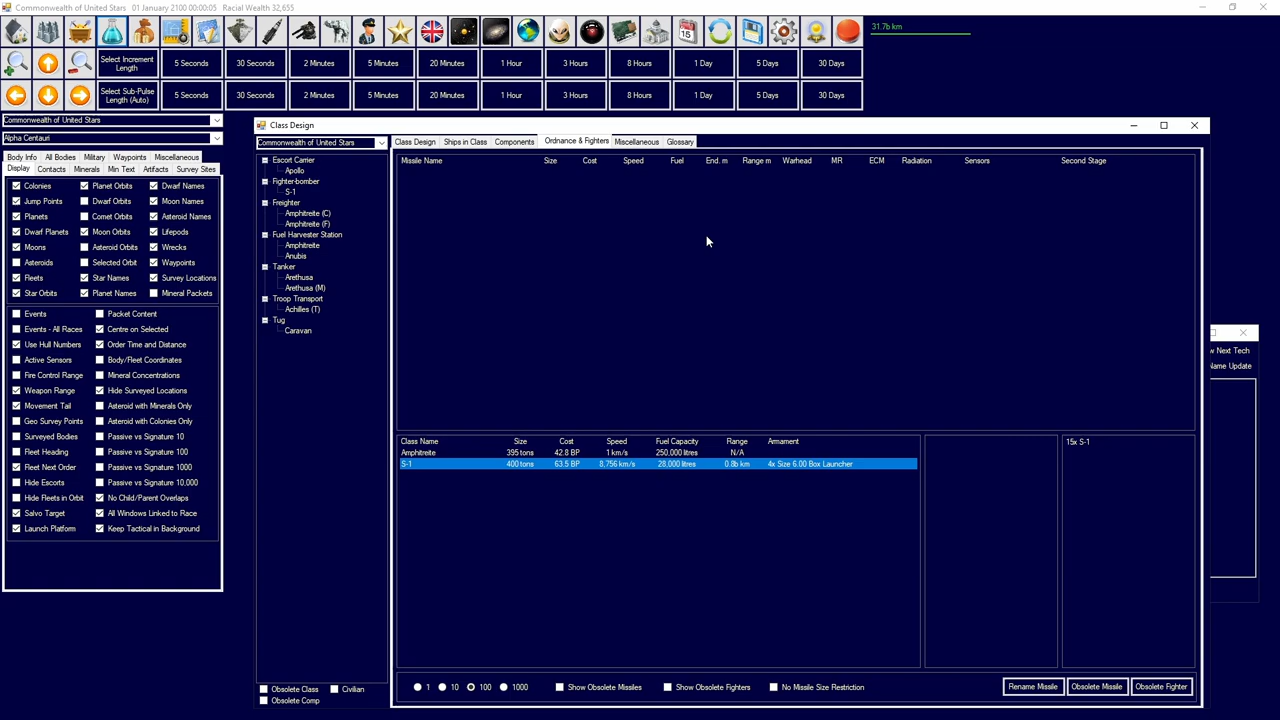 Commonwealth of United Stars   01 January 2100 00:00:05   Racial Wealth 32,655
31.7b km
Select Increment Length
5 Seconds
30 Seconds
2 Minutes
5 Minutes
20 Minutes
1 Hour
3 Hours
8 Hours
1 Day
5 Days
30 Days
Select Sub-Pulse Length (Auto)
5 Seconds
30 Seconds
2 Minutes
5 Minutes
20 Minutes
1 Hour
3 Hours
8 Hours
1 Day
5 Days
30 Days
Commonwealth of United Stars
Alpha Centauri
Body Info All Bodies Military Waypoints Miscellaneous
Display Contacts Minerals Min Text Artifacts Survey Sites
Colonies Planet Orbits Dwarf Names
Jump Points Dwarf Orbits Moon Names
Planets Comet Orbits Asteroid Names
Dwarf Planets Moon Orbits Lifepods
Moons Asteroid Orbits Wrecks
Asteroids Selected Orbit Waypoints
Fleets Star Names Survey Locations
Star Orbits Planet Names Mineral Packets
Events Packet Content
Events - All Races Centre on Selected
Use Hull Numbers Order Time and Distance
Active Sensors Body/Fleet Coordinates
Fire Control Range Mineral Concentrations
Weapon Range Hide Surveyed Locations
Movement Tail Asteroid with Minerals Only
Geo Survey Points Asteroid with Colonies Only
Surveyed Bodies Passive vs Signature 10
Fleet Heading Passive vs Signature 100
Fleet Next Order Passive vs Signature 1000
Hide Escorts Passive vs Signature 10,000
Hide Fleets in Orbit No Child/Parent Overlaps
Salvo Target All Windows Linked to Race
Launch Platform Keep Tactical in Background
Class Design
Commonwealth of United Stars
Escort Carrier
Apollo
Fighter-bomber
S-1
Freighter
Amphitreite (C)
Amphitreite (F)
Fuel Harvester Station
Amphitreite
Anubis
Tanker
Arethusa
Arethusa (M)
Troop Transport
Achilles (T)
Tug
Caravan
Obsolete Class Civilian
Obsolete Comp
Class Design Ships in Class Components Ordnance & Fighters Miscellaneous Glossary
Missile Name Size Cost Speed Fuel End. m Range m Warhead MR ECM Radiation Sensors Second Stage
Class Name Size Cost Speed Fuel Capacity Range Armament
Amphitreite 395 tons 42.8 BP 1 km/s 250,000 litres N/A
S-1 400 tons 63.5 BP 8,756 km/s 28,000 litres 0.8b km 4x Size 6.00 Box Launcher
15x S-1
1 10 100 1000 Show Obsolete Missiles Show Obsolete Fighters No Missile Size Restriction
Rename Missile Obsolete Missile Obsolete Fighter
w Next Tech
Name Update